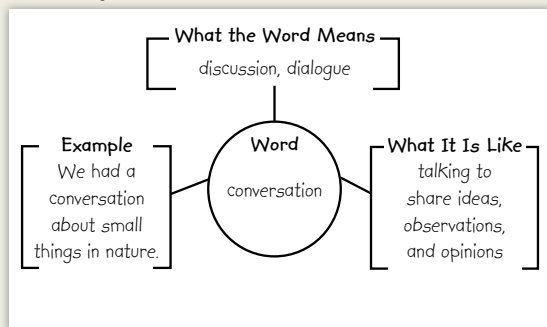 What the Word Means
discussion, dialogue
Example
We had a
conversation
about small
things in nature.
Word
conversation
What It Is Like
talking to
share ideas,
observations,
and opinions